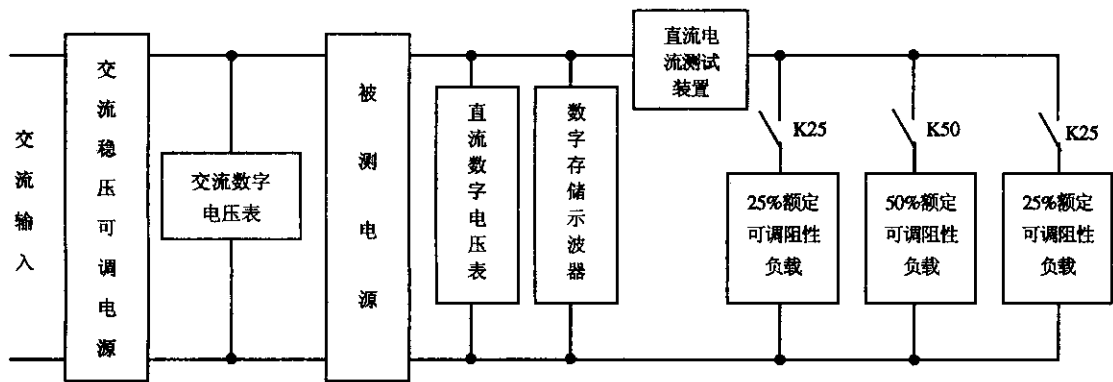 交流输入
交流稳压可调电源
交流数字
电压表
被测电源
直流数字电压表
数字存储示波器
直流电
流测试
装置
K25
25%额定
可调阻性
负载
K50
50%额定
可调阻性
负载
K25
25%额定
可调阻性
负载